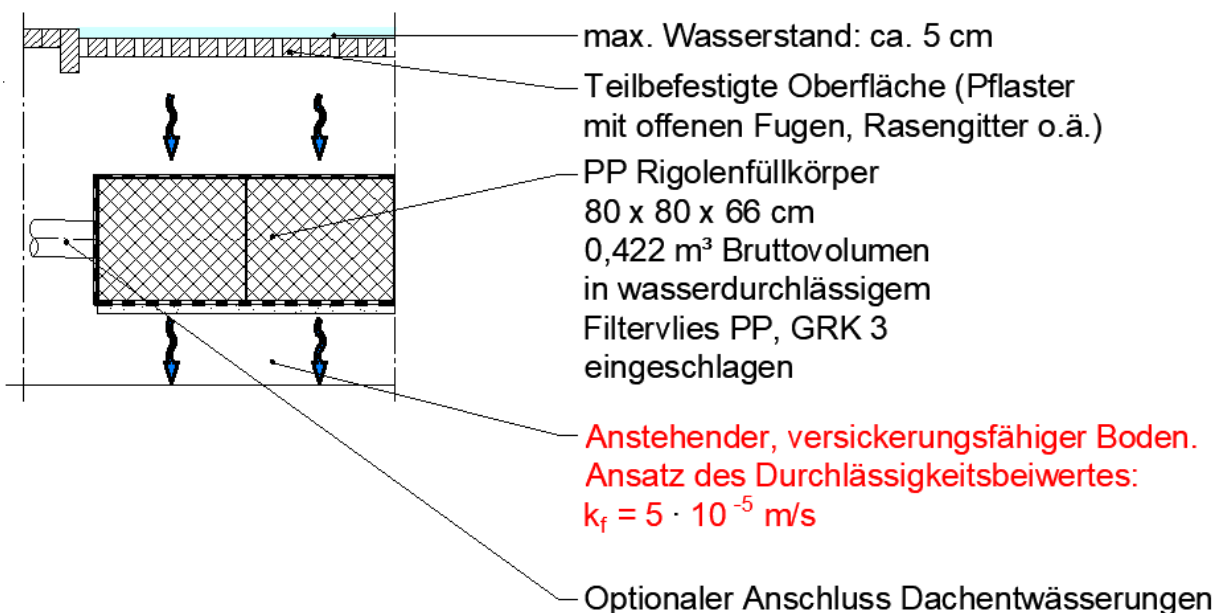 max. Wasserstand: ca. 5 cm
Teilbefestigte Oberfläche (Pflaster
mit offenen Fugen, Rasengitter o.ä.)
PP Rigolenfüllkörper
80 x 80 x 66 cm
0,422 m³ Bruttovolumen
in wasserdurchlässigem
Filtervlies PP, GRK 3
eingeschlagen
Anstehender, versickerungsfähiger Boden.
Ansatz des Durchlässigkeitsbeiwertes:
k_f = 5 · 10⁻⁵ m/s
Optionaler Anschluss Dachentwässerungen